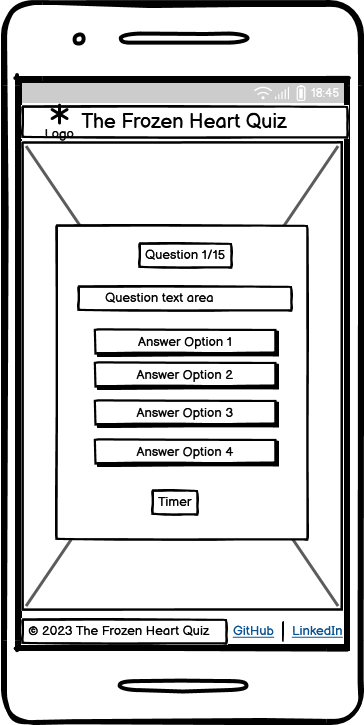 18:45
The Frozen Heart Quiz
Logo
Question 1/15
Question text area
Answer Option 1
Answer Option 2
Answer Option 3
Answer Option 4
Timer
© 2023 The Frozen Heart Quiz GitHub LinkedIn